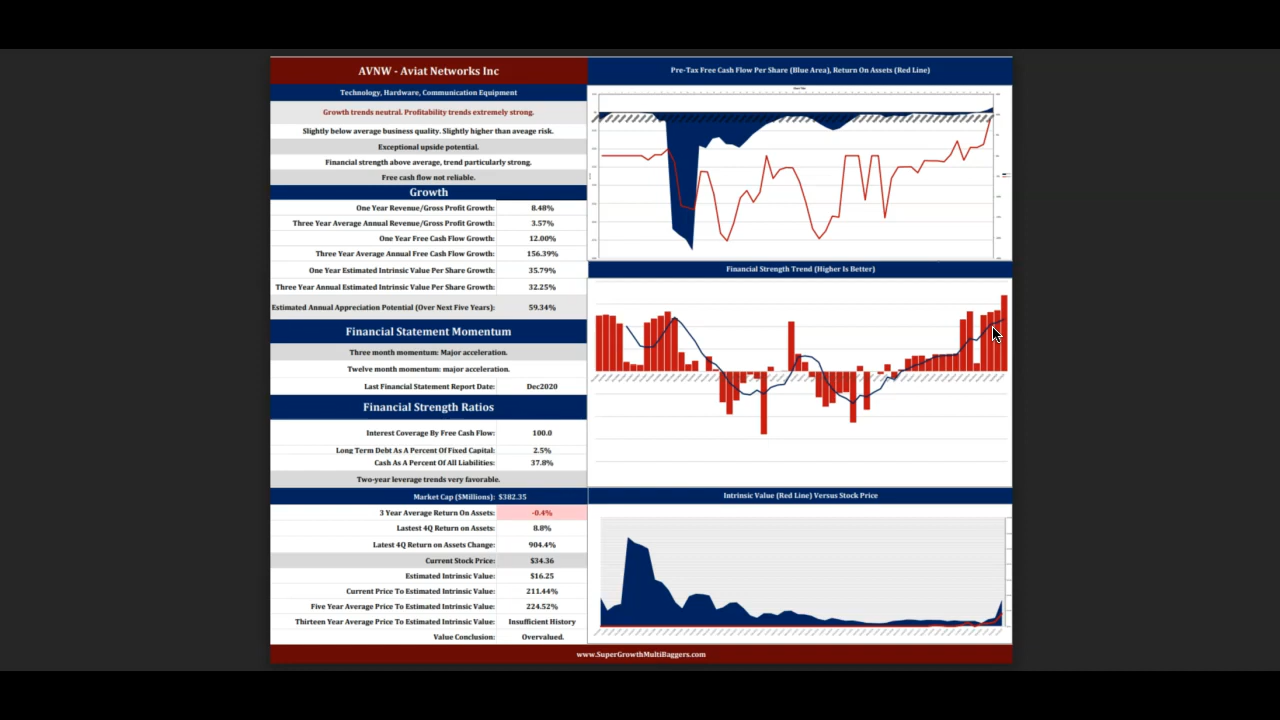 AVNW - Aviat Networks Inc
Technology, Hardware, Communication Equipment
Growth trends neutral. Profitability trends extremely strong.
Slightly below average business quality. Slightly higher than aveage risk.
Exceptional upside potential.
Financial strength above average, trend particularly strong.
Free cash flow not reliable.
Growth
One Year Revenue/Gross Profit Growth: 8.48%
Three Year Average Annual Revenue/Gross Profit Growth: 3.57%
One Year Free Cash Flow Growth: 12.00%
Three Year Average Annual Free Cash Flow Growth: 156.39%
One Year Estimated Intrinsic Value Per Share Growth: 35.79%
Three Year Annual Estimated Intrinsic Value Per Share Growth: 32.25%
Estimated Annual Appreciation Potential (Over Next Five Years): 59.34%
Financial Statement Momentum
Three month momentum: Major acceleration.
Twelve month momentum: major acceleration.
Last Financial Statement Report Date: Dec2020
Financial Strength Ratios
Interest Coverage By Free Cash Flow: 100.0
Long Term Debt As A Percent Of Fixed Capital: 2.5%
Cash As A Percent Of All Liabilities: 37.8%
Two-year leverage trends very favorable.
Market Cap ($Millions): $382.35
3 Year Average Return On Assets: -0.4%
Lastest 4Q Return on Assets: 8.8%
Latest 4Q Return on Assets Change: 904.4%
Current Stock Price: $34.36
Estimated Intrinsic Value: $16.25
Current Price To Estimated Intrinsic Value: 211.44%
Five Year Average Price To Estimated Intrinsic Value: 224.52%
Thirteen Year Average Price To Estimated Intrinsic Value: Insufficient History
Value Conclusion: Overvalued.
Pre-Tax Free Cash Flow Per Share (Blue Area), Return On Assets (Red Line)
Financial Strength Trend (Higher Is Better)
Intrinsic Value (Red Line) Versus Stock Price
www.SuperGrowthMultiBaggers.com